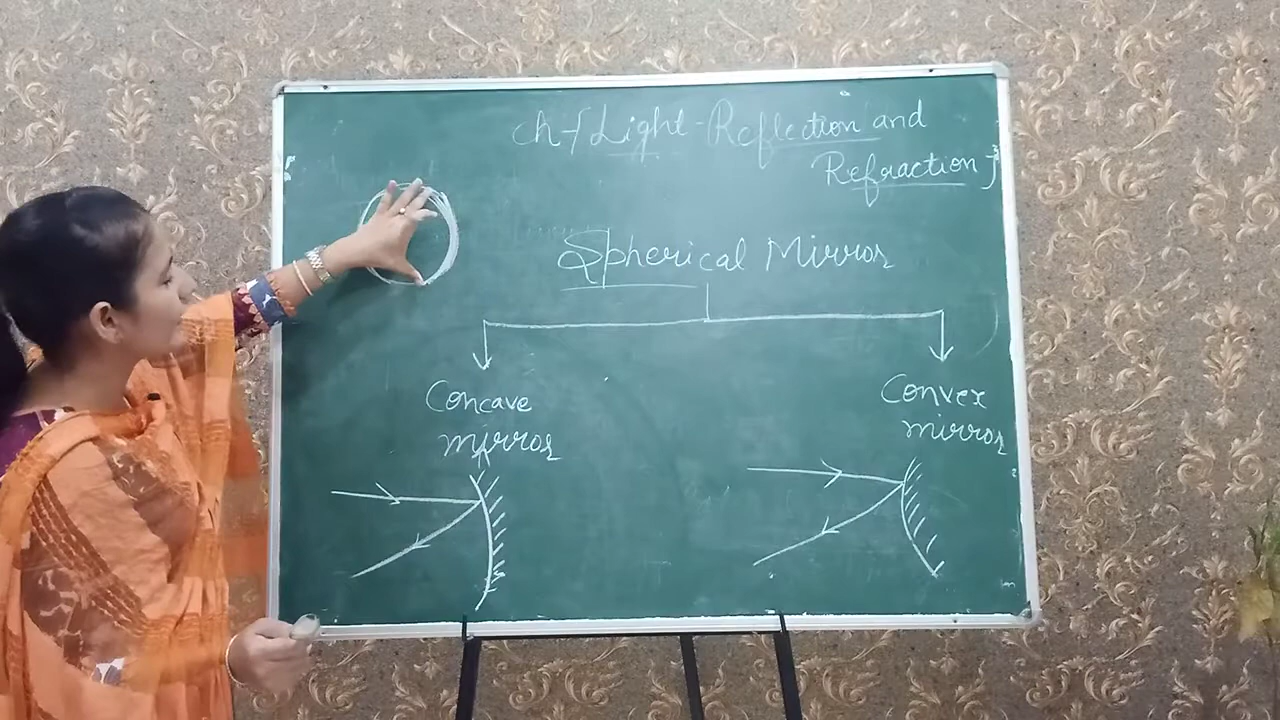 Ch-[Light-Reflection and
Refraction]
Spherical Mirror
Concave
mirror
Convex
mirror